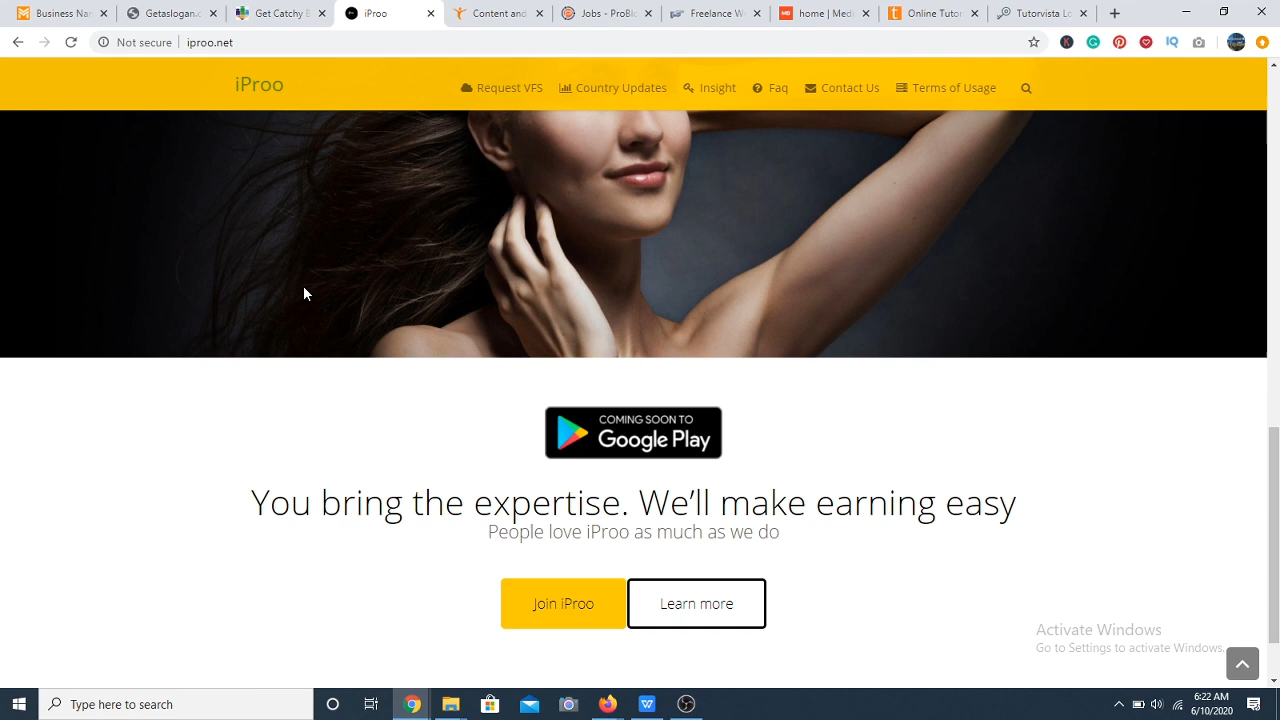 Business Na
Getaslogan.c
Get Catchy B
iProo
Content and
Jobs - ProBl
Freelance W
home | Medi
Online Tutor
Tutorvista Lo
Not secure
iproo.net
iProo
Request VFS
Country Updates
Insight
Faq
Contact Us
Terms of Usage
COMING SOON TO
Google Play
You bring the expertise. We’ll make earning easy
People love iProo as much as we do
Join iProo
Learn more
Activate Windows
Go to Settings to activate Windows.
Type here to search
6:22 AM
6/10/2020